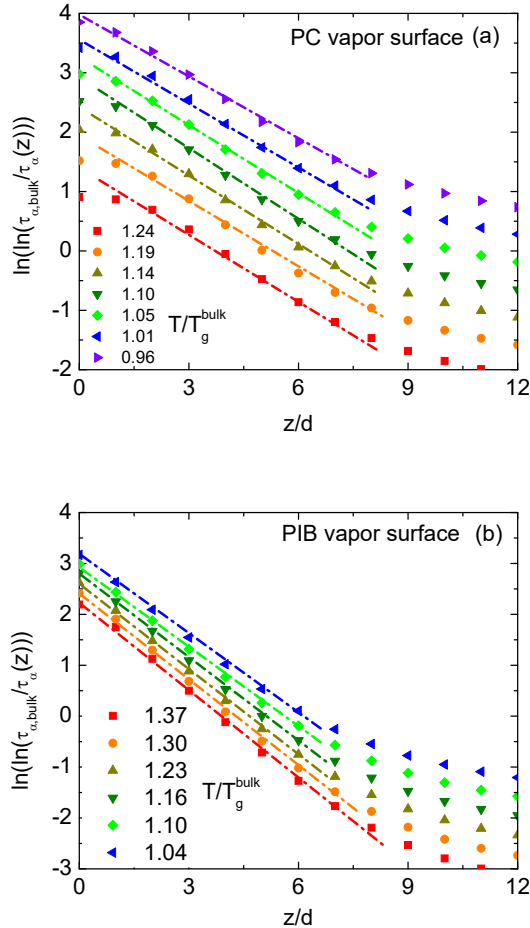 4
PC vapor surface (a)
3
2
1
0
-1
-2
ln(ln(τα,bulk/τα(z)))
1.24
1.19
1.14
1.10
1.05
1.01
0.96
T/Tgbulk
0 3 6 9 12
z/d
4
PIB vapor surface (b)
3
2
1
0
-1
-2
-3
ln(ln(τα,bulk/τα(z)))
1.37
1.30
1.23
1.16
1.10
1.04
T/Tgbulk
0 3 6 9 12
z/d